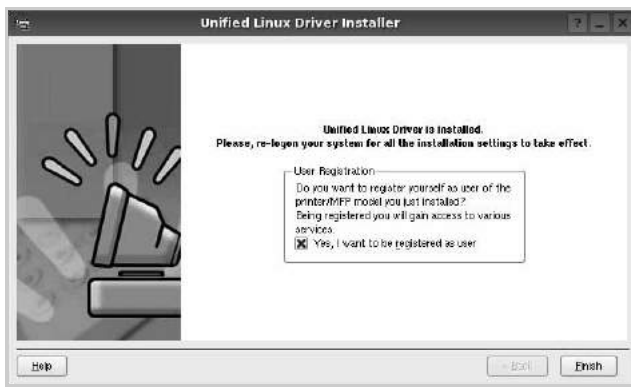 Unified Linux Driver Installer
Unified Linux Driver is installed.
Please, re-logon your system for all the installation settings to take effect.
User Registration
Do you want to register yourself as user of the
printer/MFP model you just installed?
Being registered you will gain access to various
services.
Yes, I want to be registered as user
Help
< Back
Finish